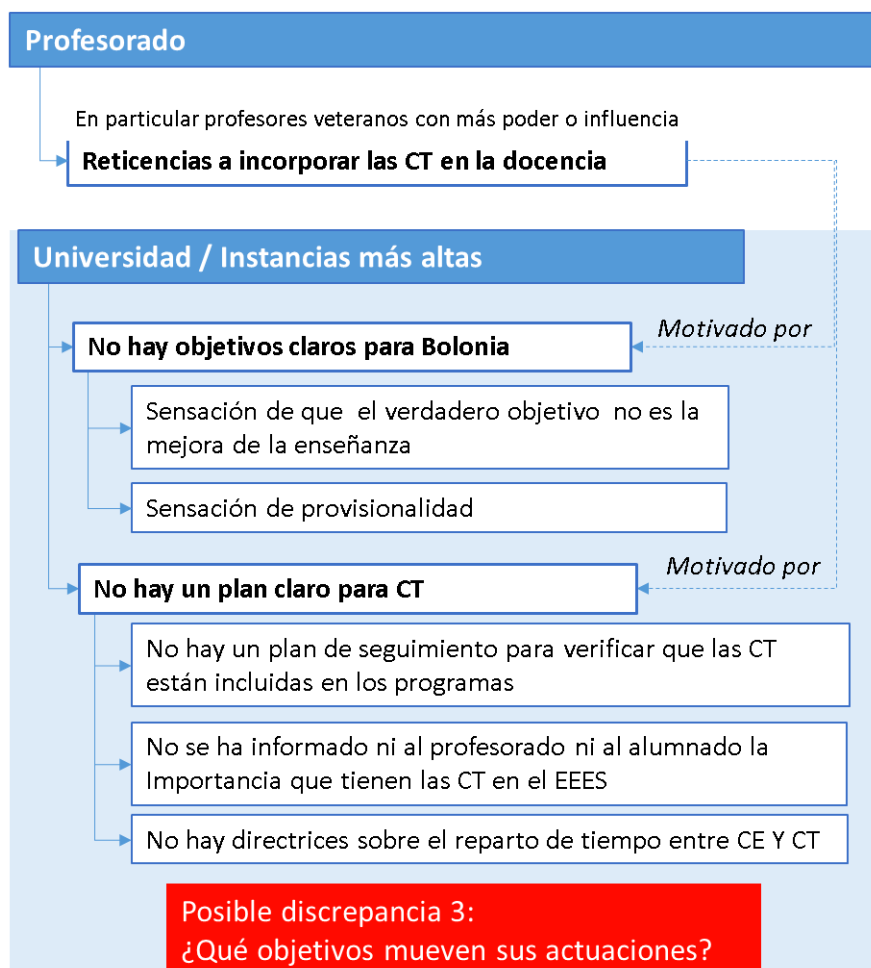 Profesorado
En particular profesores veteranos con más poder o influencia
Reticencias a incorporar las CT en la docencia
Universidad / Instancias más altas
Motivado por
No hay objetivos claros para Bolonia
Sensación de que el verdadero objetivo no es la
mejora de la enseñanza
Sensación de provisionalidad
Motivado por
No hay un plan claro para CT
No hay un plan de seguimiento para verificar que las CT
están incluidas en los programas
No se ha informado ni al profesorado ni al alumnado la
Importancia que tienen las CT en el EEES
No hay directrices sobre el reparto de tiempo entre CE Y CT
Posible discrepancia 3:
¿Qué objetivos mueven sus actuaciones?